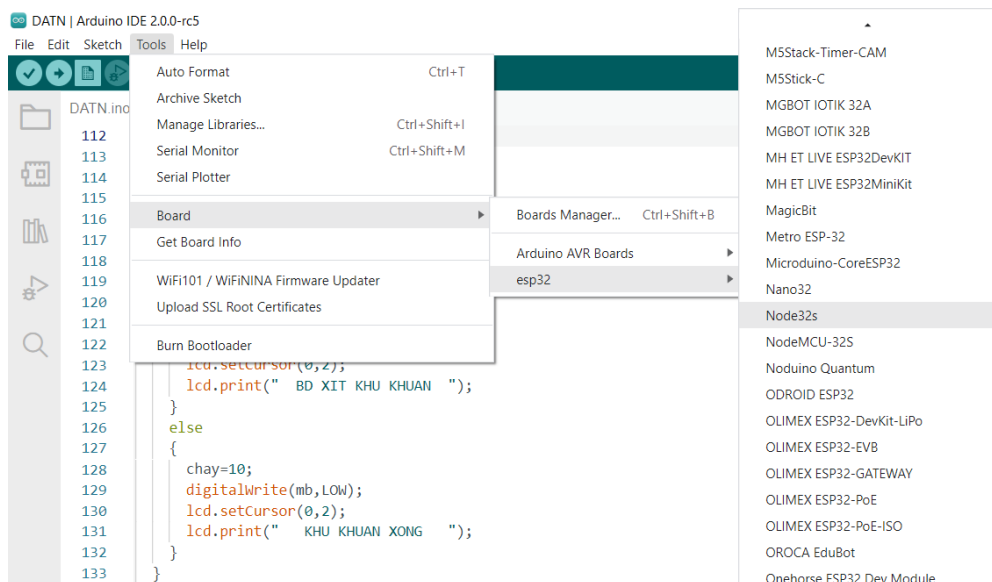 DATN | Arduino IDE 2.0.0-rc5
File Edit Sketch Tools Help
DATN.ino
Auto Format Ctrl+T
Archive Sketch
Manage Libraries... Ctrl+Shift+I
Serial Monitor Ctrl+Shift+M
Serial Plotter
Board
Get Board Info
WiFi101 / WiFiNINA Firmware Updater
Upload SSL Root Certificates
Burn Bootloader
Boards Manager... Ctrl+Shift+B
Arduino AVR Boards
esp32
M5Stack-Timer-CAM
M5Stick-C
MGBOT IOTIK 32A
MGBOT IOTIK 32B
MH ET LIVE ESP32DevKIT
MH ET LIVE ESP32MiniKit
MagicBit
Metro ESP-32
Microduino-CoreESP32
Nano32
Node32s
NodeMCU-32S
Noduino Quantum
ODROID ESP32
OLIMEX ESP32-DevKit-LiPo
OLIMEX ESP32-EVB
OLIMEX ESP32-GATEWAY
OLIMEX ESP32-PoE
OLIMEX ESP32-PoE-ISO
OROCA EduBot
Onehorse ESP32 Dev Module
112
113
114
115
116
117
118
119
120
121
122
123 lcd.setCursor(0,2);
124 lcd.print("  BD XIT KHU KHUAN  ");
125 }
126 else
127 {
128 chay=10;
129 digitalWrite(mb,LOW);
130 lcd.setCursor(0,2);
131 lcd.print("   KHU KHUAN XONG   ");
132 }
133 }